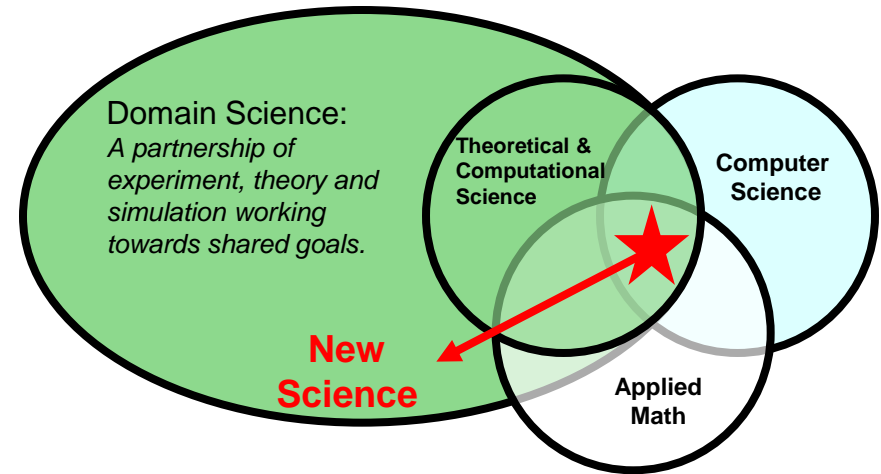 Domain Science:
A partnership of
experiment, theory and
simulation working
towards shared goals.
Theoretical &
Computational
Science
Computer
Science
New
Science
Applied
Math